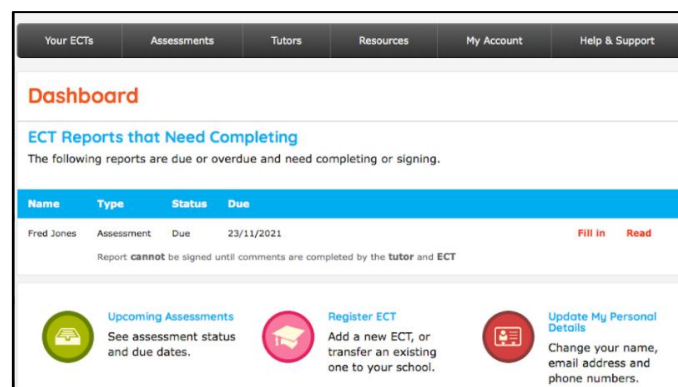 Your ECTs Assessments Tutors Resources My Account Help & Support
Dashboard
ECT Reports that Need Completing
The following reports are due or overdue and need completing or signing.
Name Type Status Due
Fred Jones Assessment Due 23/11/2021 Fill in Read
Report cannot be signed until comments are completed by the tutor and ECT
Upcoming Assessments
See assessment status
and due dates.
Register ECT
Add a new ECT, or
transfer an existing
one to your school.
Update My Personal
Details
Change your name,
email address and
phone numbers.